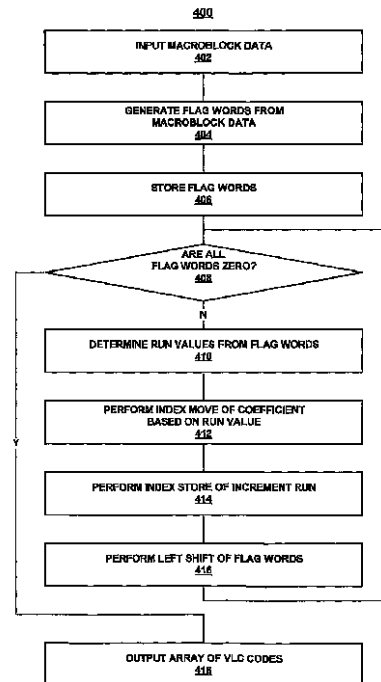 400
INPUT MACROBLOCK DATA
402
GENERATE FLAG WORDS FROM
MACROBLOCK DATA
404
STORE FLAG WORDS
406
ARE ALL
FLAG WORDS ZERO?
408
N
DETERMINE RUN VALUES FROM FLAG WORDS
410
Y
PERFORM INDEX MOVE OF COEFFICIENT
BASED ON RUN VALUE
412
PERFORM INDEX STORE OF INCREMENT RUN
414
PERFORM LEFT SHIFT OF FLAG WORDS
416
OUTPUT ARRAY OF VLC CODES
418